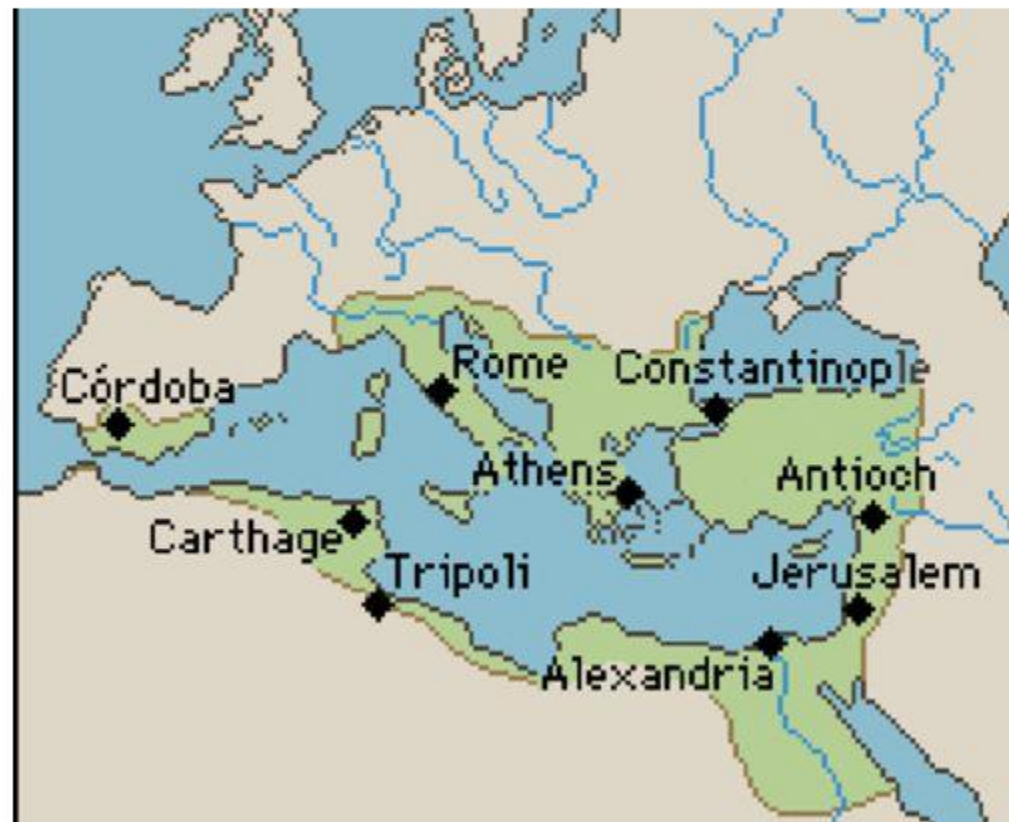 Rome
Constantinople
Córdoba
Athens
Antioch
Carthage
Tripoli
Jerusalem
Alexandria